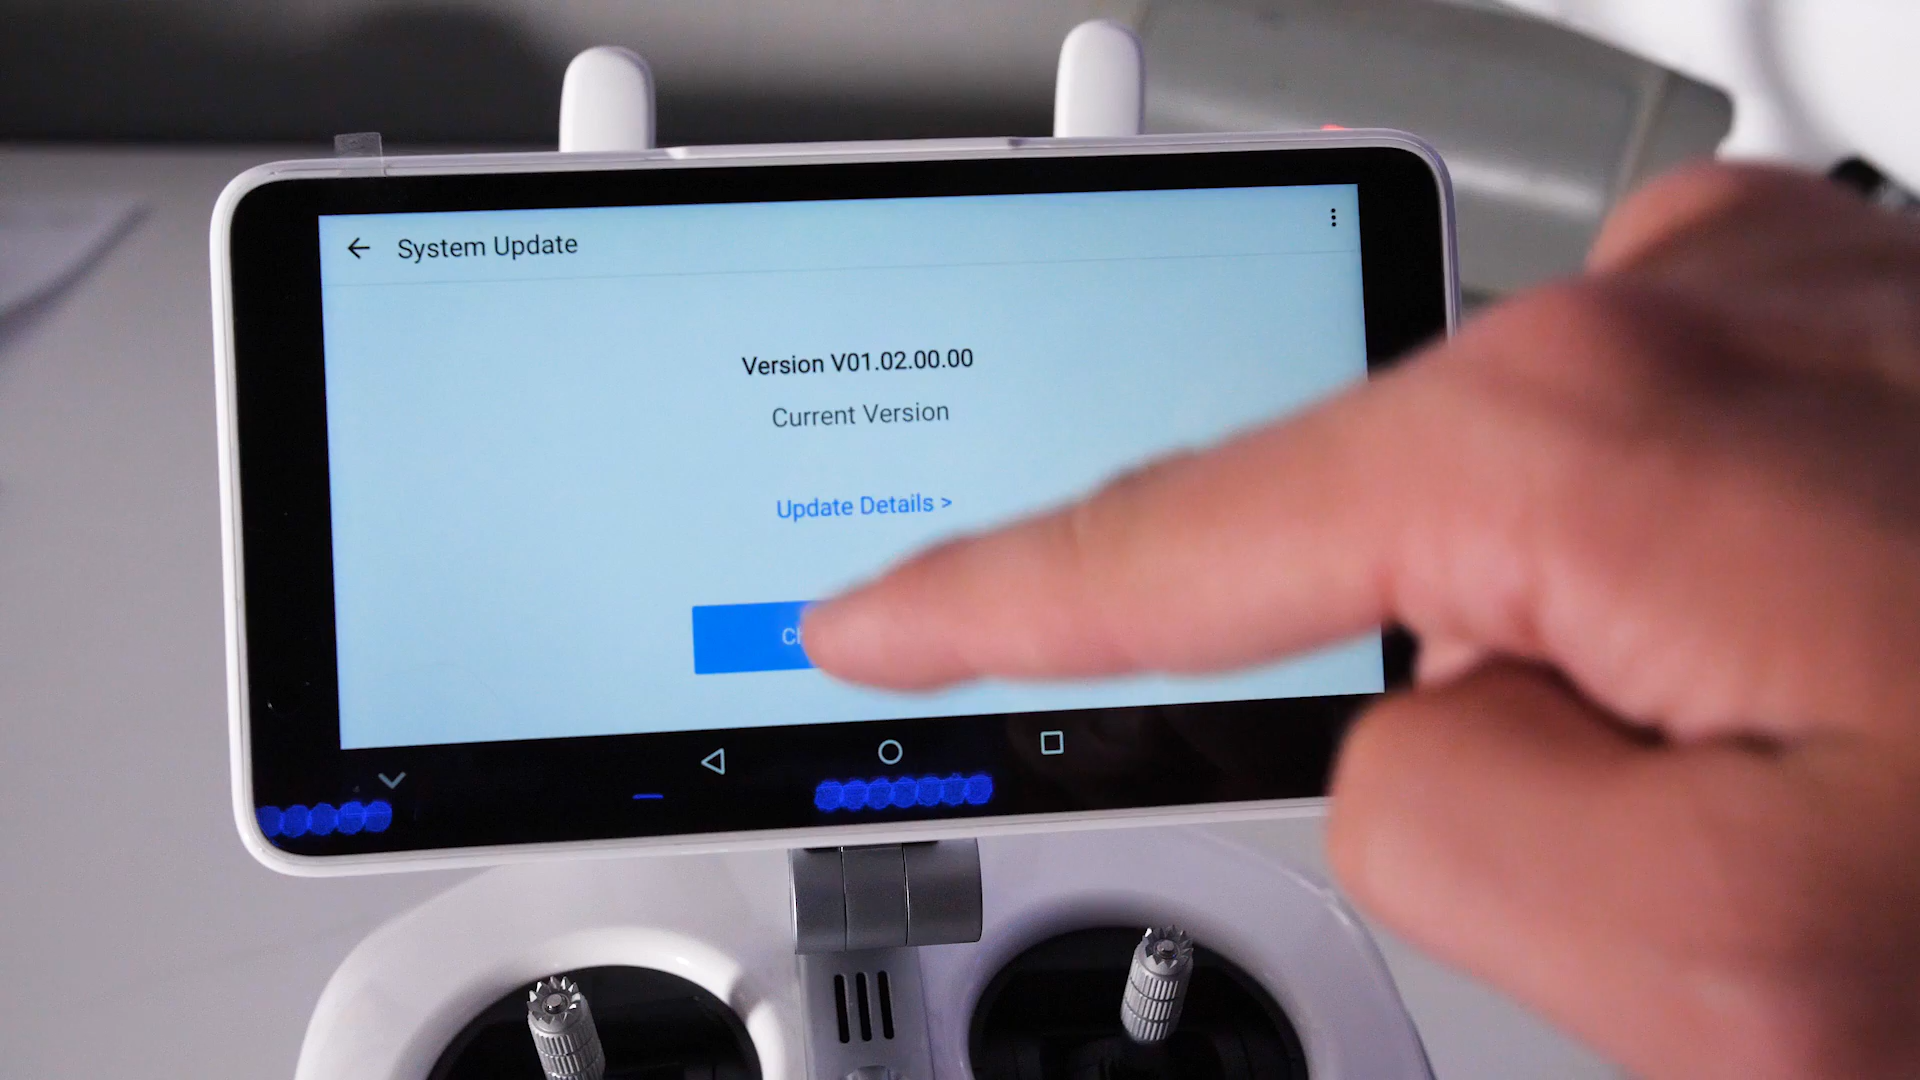 System Update
Version V01.02.00.00
Current Version
Update Details >